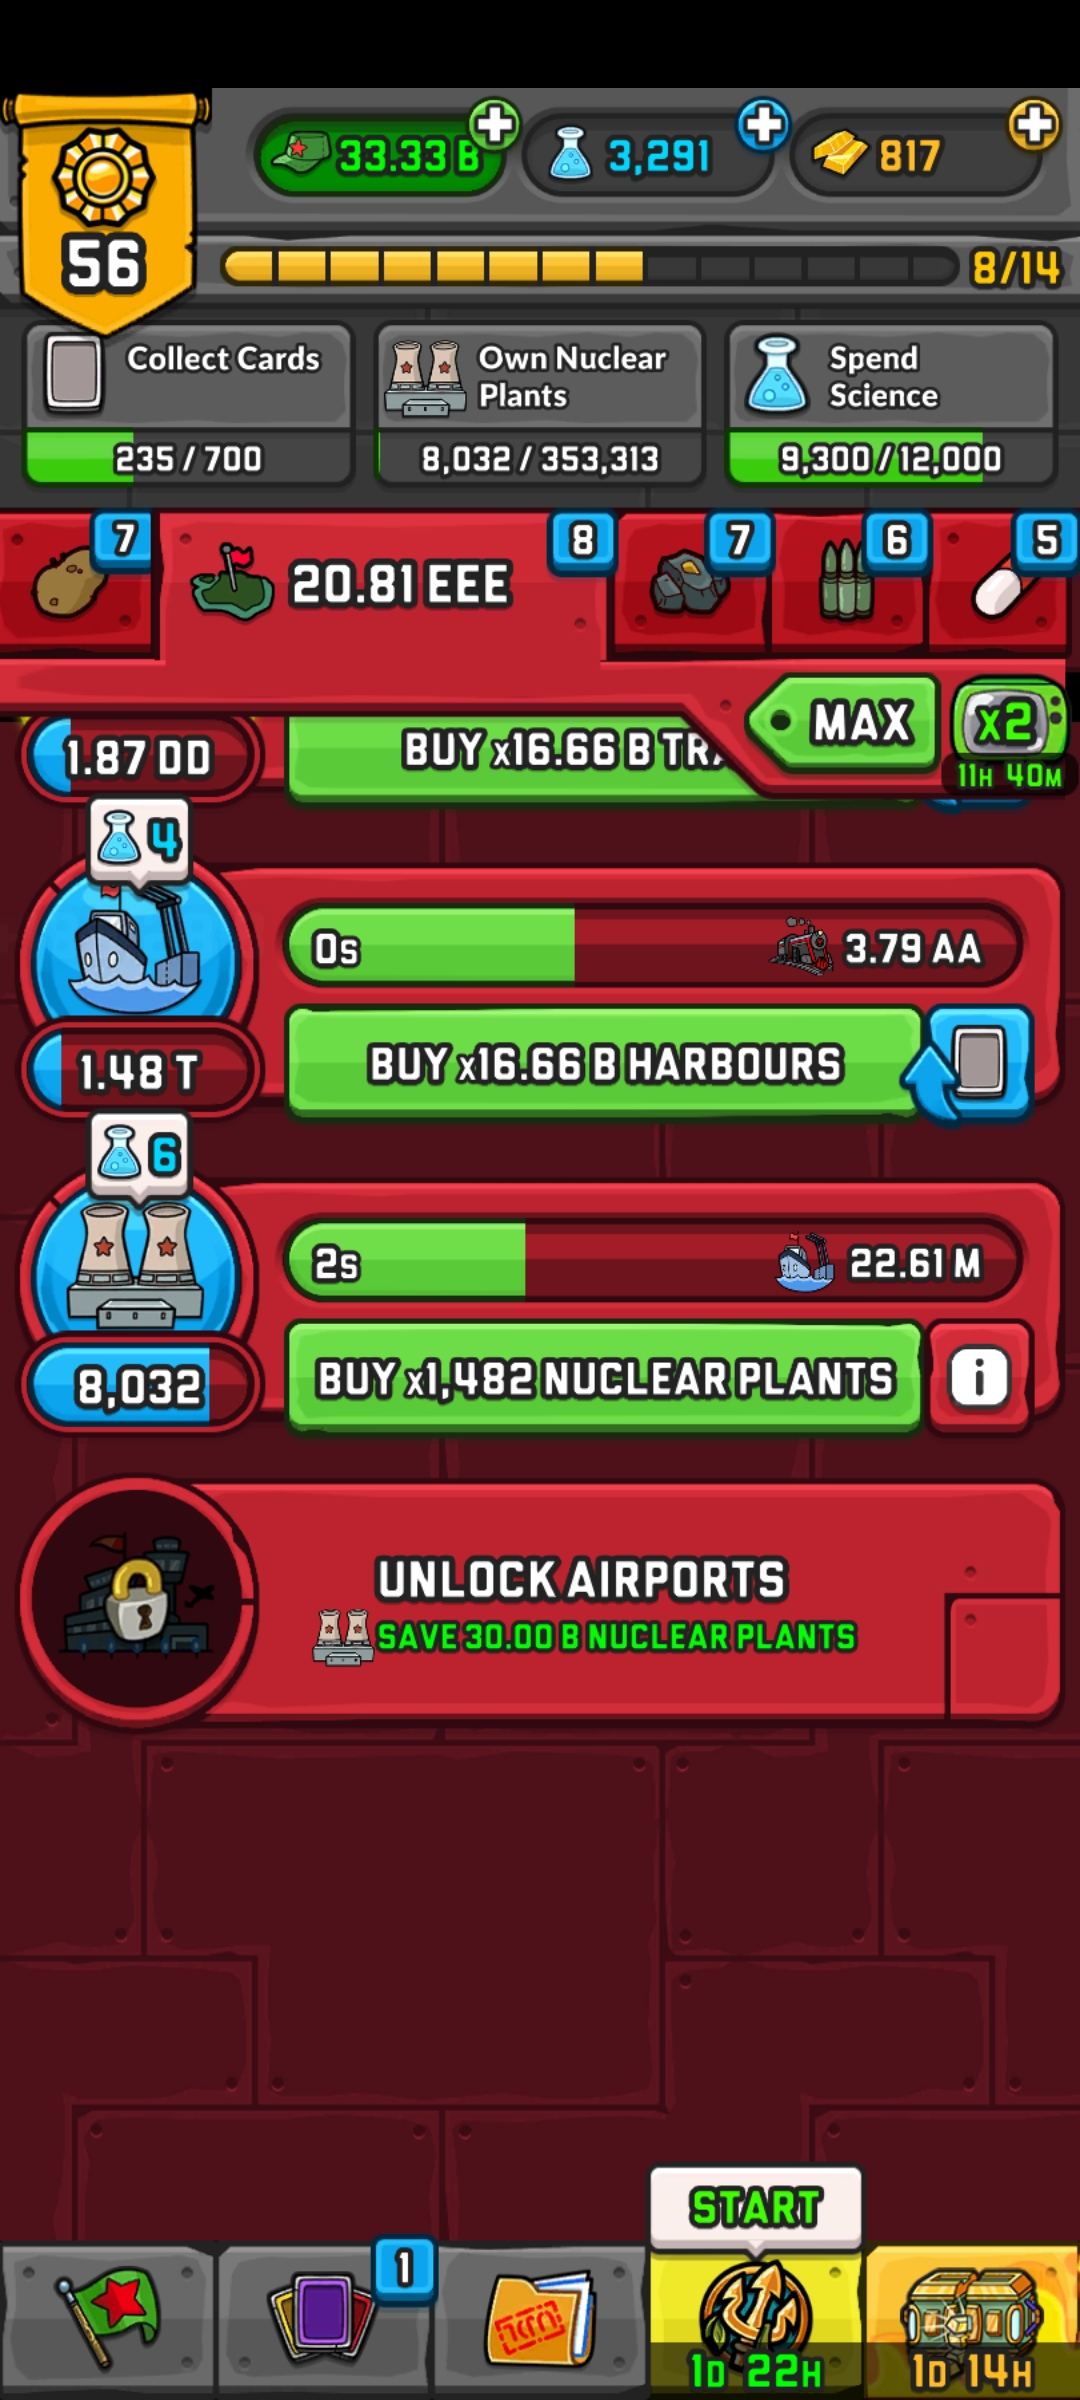 33.33 B
3,291
817
56
8/14
Collect Cards
235 / 700
Own Nuclear
Plants
8,032 / 353,313
Spend
Science
9,300 / 12,000
7
20.81 EEE
8
7
6
5
MAX
x2
11H 40M
1.87 DD
BUY x16.66 B
4
0s
3.79 AA
1.48 T
BUY x16.66 B HARBOURS
6
2s
22.61 M
8,032
BUY x1,482 NUCLEAR PLANTS
i
UNLOCK AIRPORTS
SAVE 30.00 B NUCLEAR PLANTS
START
1
1D 22H
1D 14H